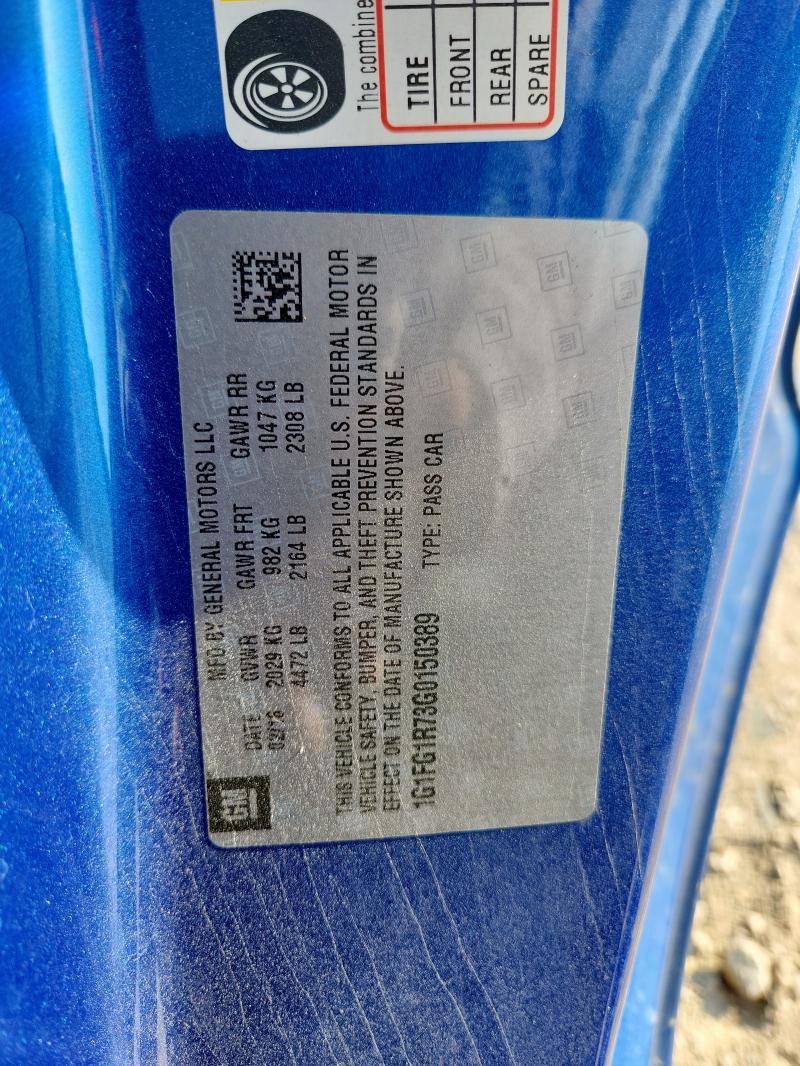 GM
MFD BY GENERAL MOTORS LLC
DATE GVWR GAWR FRT GAWR RR
02/16 2029 KG 982 KG 1047 KG
4472 LB 2164 LB 2308 LB
THIS VEHICLE CONFORMS TO ALL APPLICABLE U.S. FEDERAL MOTOR
VEHICLE SAFETY, BUMPER, AND THEFT PREVENTION STANDARDS IN
EFFECT ON THE DATE OF MANUFACTURE SHOWN ABOVE.
1G1FG1R73G0150389 TYPE: PASS CAR
The combine
TIRE
FRONT
REAR
SPARE